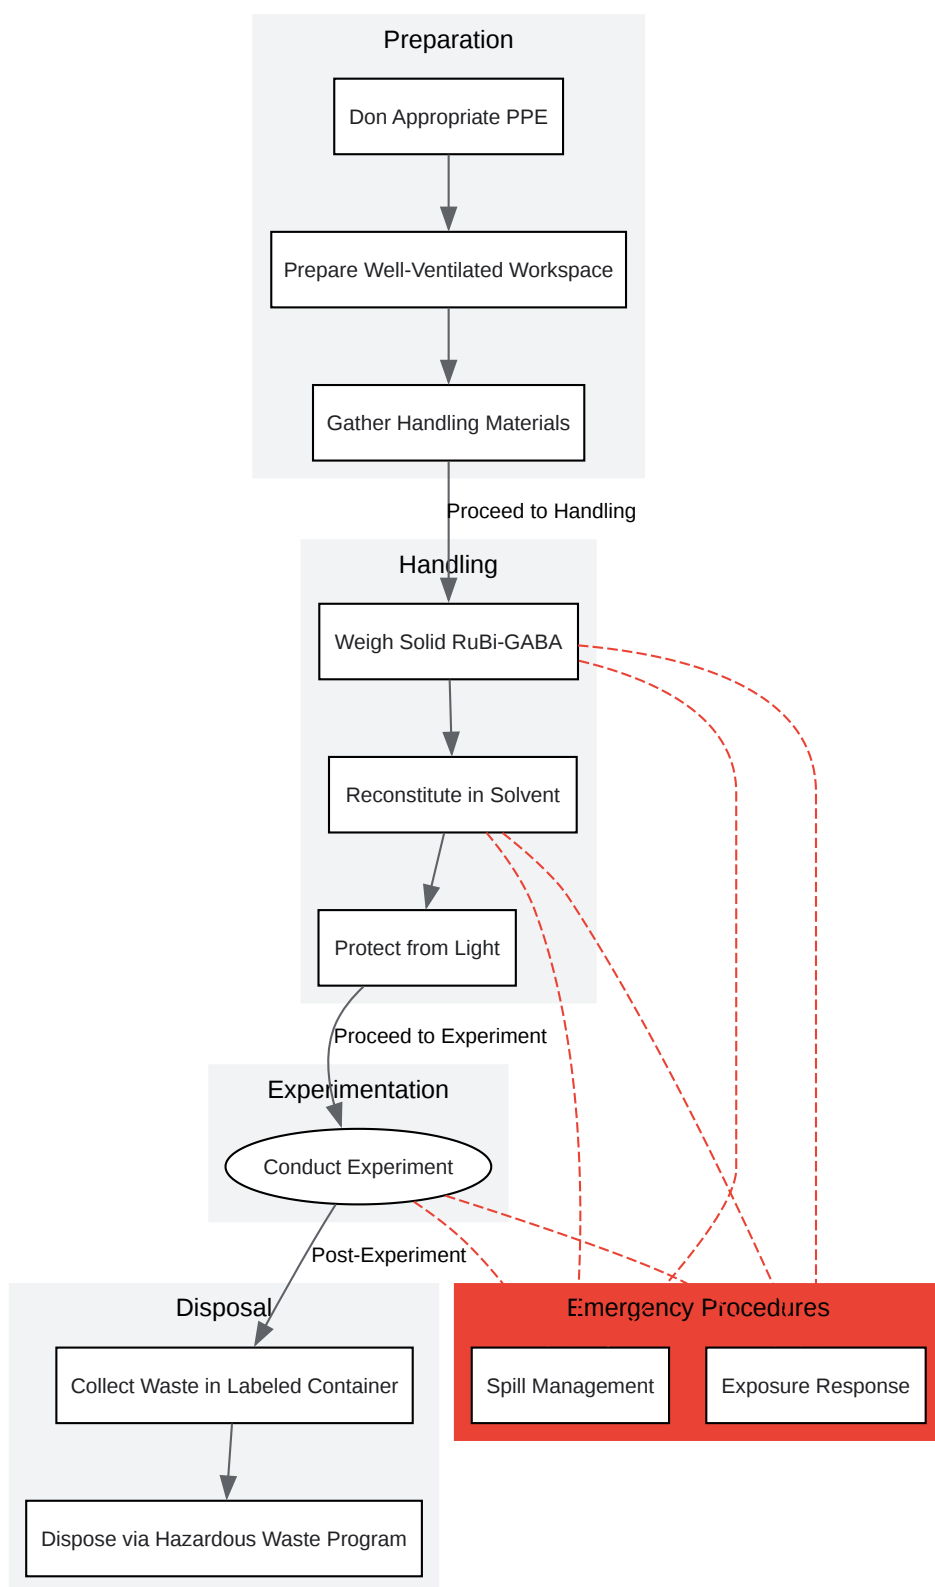 Preparation
Don Appropriate PPE
Prepare Well-Ventilated Workspace
Gather Handling Materials
Proceed to Handling
Handling
Weigh Solid RuBi-GABA
Reconstitute in Solvent
Protect from Light
Proceed to Experiment
Experimentation
Conduct Experiment
Post-Experiment
Disposal
Emergency Procedures
Collect Waste in Labeled Container
Spill Management
Exposure Response
Dispose via Hazardous Waste Program